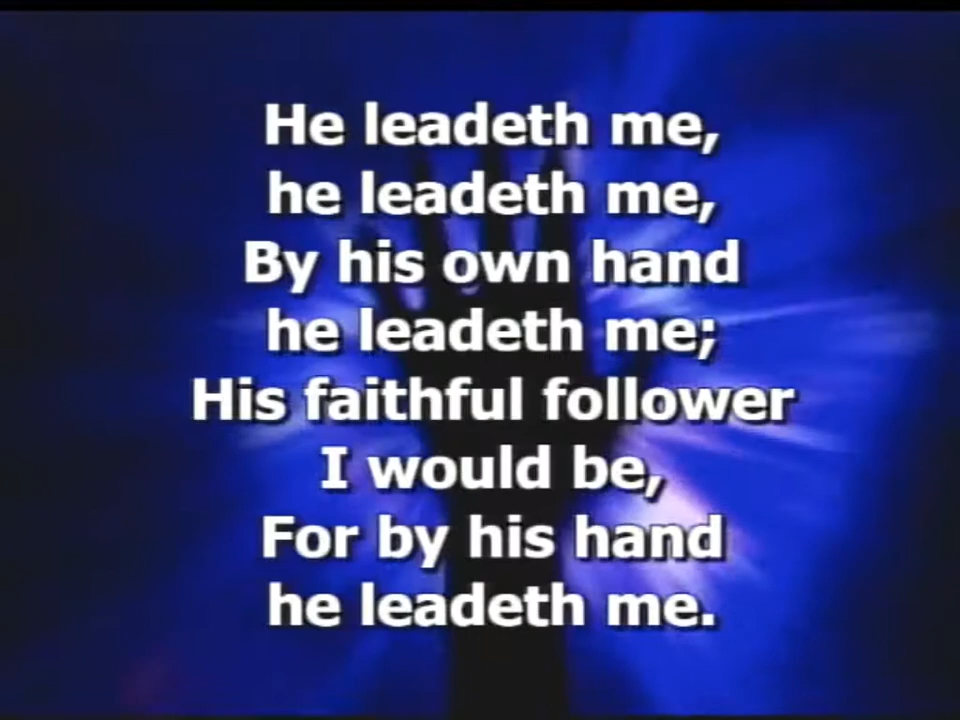 He leadeth me,
he leadeth me,
By his own hand
he leadeth me;
His faithful follower
I would be,
For by his hand
he leadeth me.